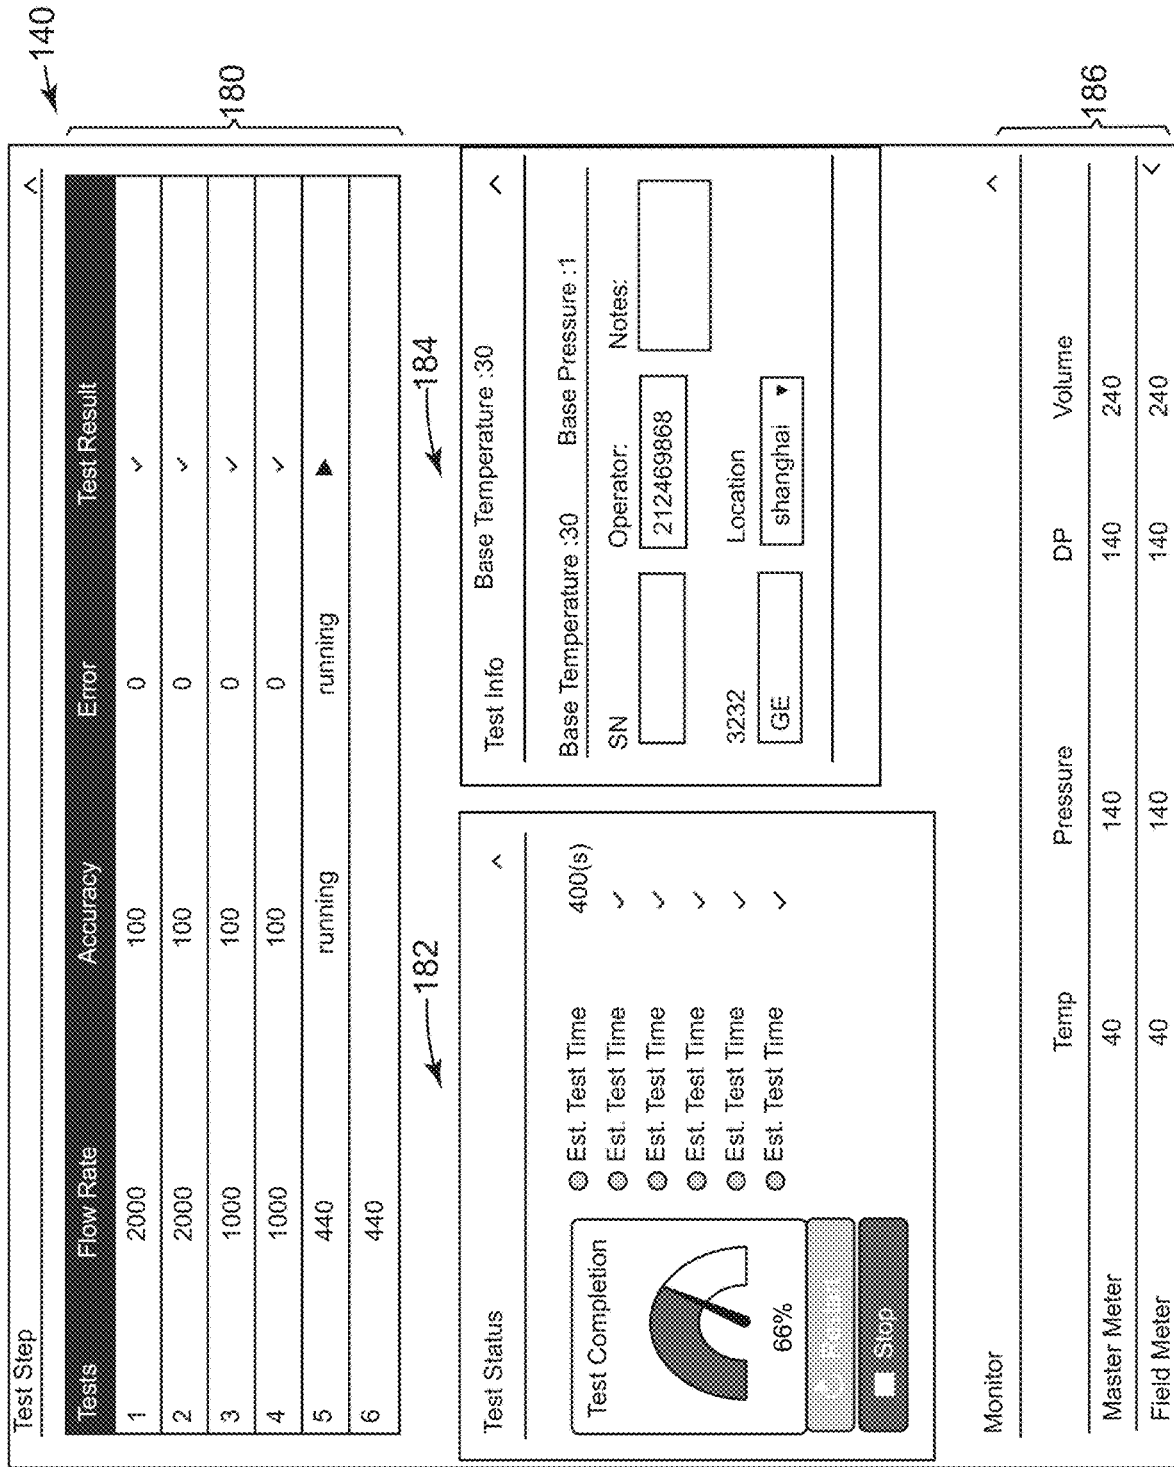 140
Test Step ^
180
Tests Flow Rate Accuracy Error Test Result
1 2000 100 0 ✓
2 2000 100 0 ✓
3 1000 100 0 ✓
4 1000 100 0 ✓
5 440 running running ▶
6 440
182
184
Test Status ^
Test Completion
66%
Stop
Est. Test Time 400(s)
Est. Test Time ✓
Est. Test Time ✓
Est. Test Time ✓
Est. Test Time ✓
Est. Test Time ✓
Test Info Base Temperature :30 ^
Base Temperature :30 Base Pressure :1
SN Operator: Notes:
212469868
3232 Location
GE shanghai ▼
186
Monitor ^
Temp Pressure DP Volume
Master Meter 40 140 140 240
Field Meter 40 140 140 240